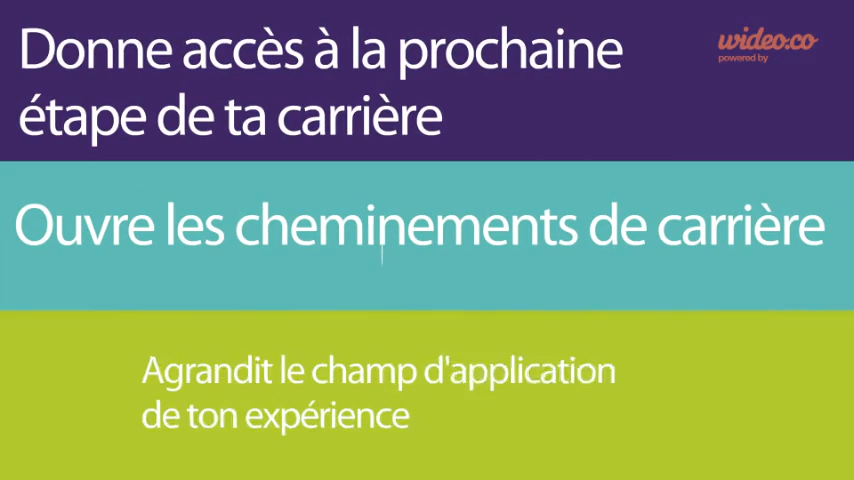 Donne accès à la prochaine
étape de ta carrière
wideo.co
powered by
Ouvre les cheminements de carrière
Agrandit le champ d'application
de ton expérience